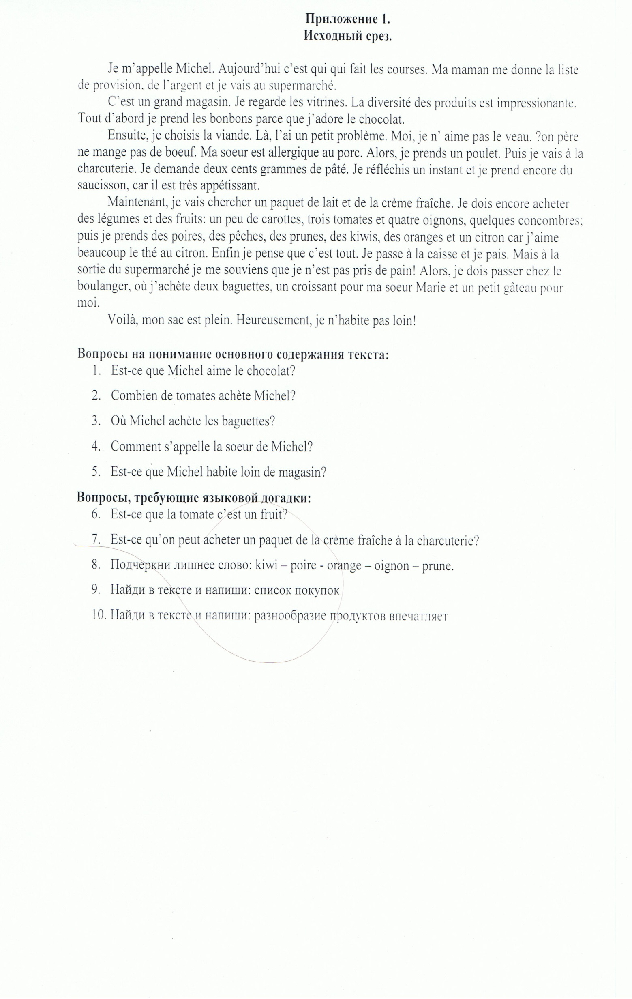 Приложение 1.
Исходный срез.
Je m'appelle Michel. Aujourd'hui c'est qui qui fait les courses. Ma maman me donne la liste
de provision, de l'argent et je vais au supermarché.
C'est un grand magasin. Je regarde les vitrines. La diversité des produits est impressionante.
Tout d'abord je prend les bonbons parce que j'adore le chocolat.
Ensuite, je choisis la viande. Là, l'ai un petit problème. Moi, je n' aime pas le veau. ?on père
ne mange pas de boeuf. Ma soeur est allergique au porc. Alors, je prends un poulet. Puis je vais à la
charcuterie. Je demande deux cents grammes de pâté. Je réfléchis un instant et je prend encore du
saucisson, car il est très appétissant.
Maintenant, je vais chercher un paquet de lait et de la crème fraîche. Je dois encore acheter
des légumes et des fruits: un peu de carottes, trois tomates et quatre oignons, quelques concombres;
puis je prends des poires, des pêches, des prunes, des kiwis, des oranges et un citron car j'aime
beaucoup le thé au citron. Enfin je pense que c'est tout. Je passe à la caisse et je pais. Mais à la
sortie du supermarché je me souviens que je n'est pas pris de pain! Alors, je dois passer chez le
boulanger, où j'achète deux baguettes, un croissant pour ma soeur Marie et un petit gâteau pour
moi.
Voilà, mon sac est plein. Heureusement, je n'habite pas loin!
Вопросы на понимание основного содержания текста:
1. Est-ce que Michel aime le chocolat?
2. Combien de tomates achète Michel?
3. Où Michel achète les baguettes?
4. Comment s'appelle la soeur de Michel?
5. Est-ce que Michel habite loin de magasin?
Вопросы, требующие языковой догадки:
6. Est-ce que la tomate c'est un fruit?
7. Est-ce qu'on peut acheter un paquet de la crème fraîche à la charcuterie?
8. Подчеркни лишнее слово: kiwi – poire - orange – oignon – prune.
9. Найди в тексте и напиши: список покупок
10. Найди в тексте и напиши: разнообразие продуктов впечатляет